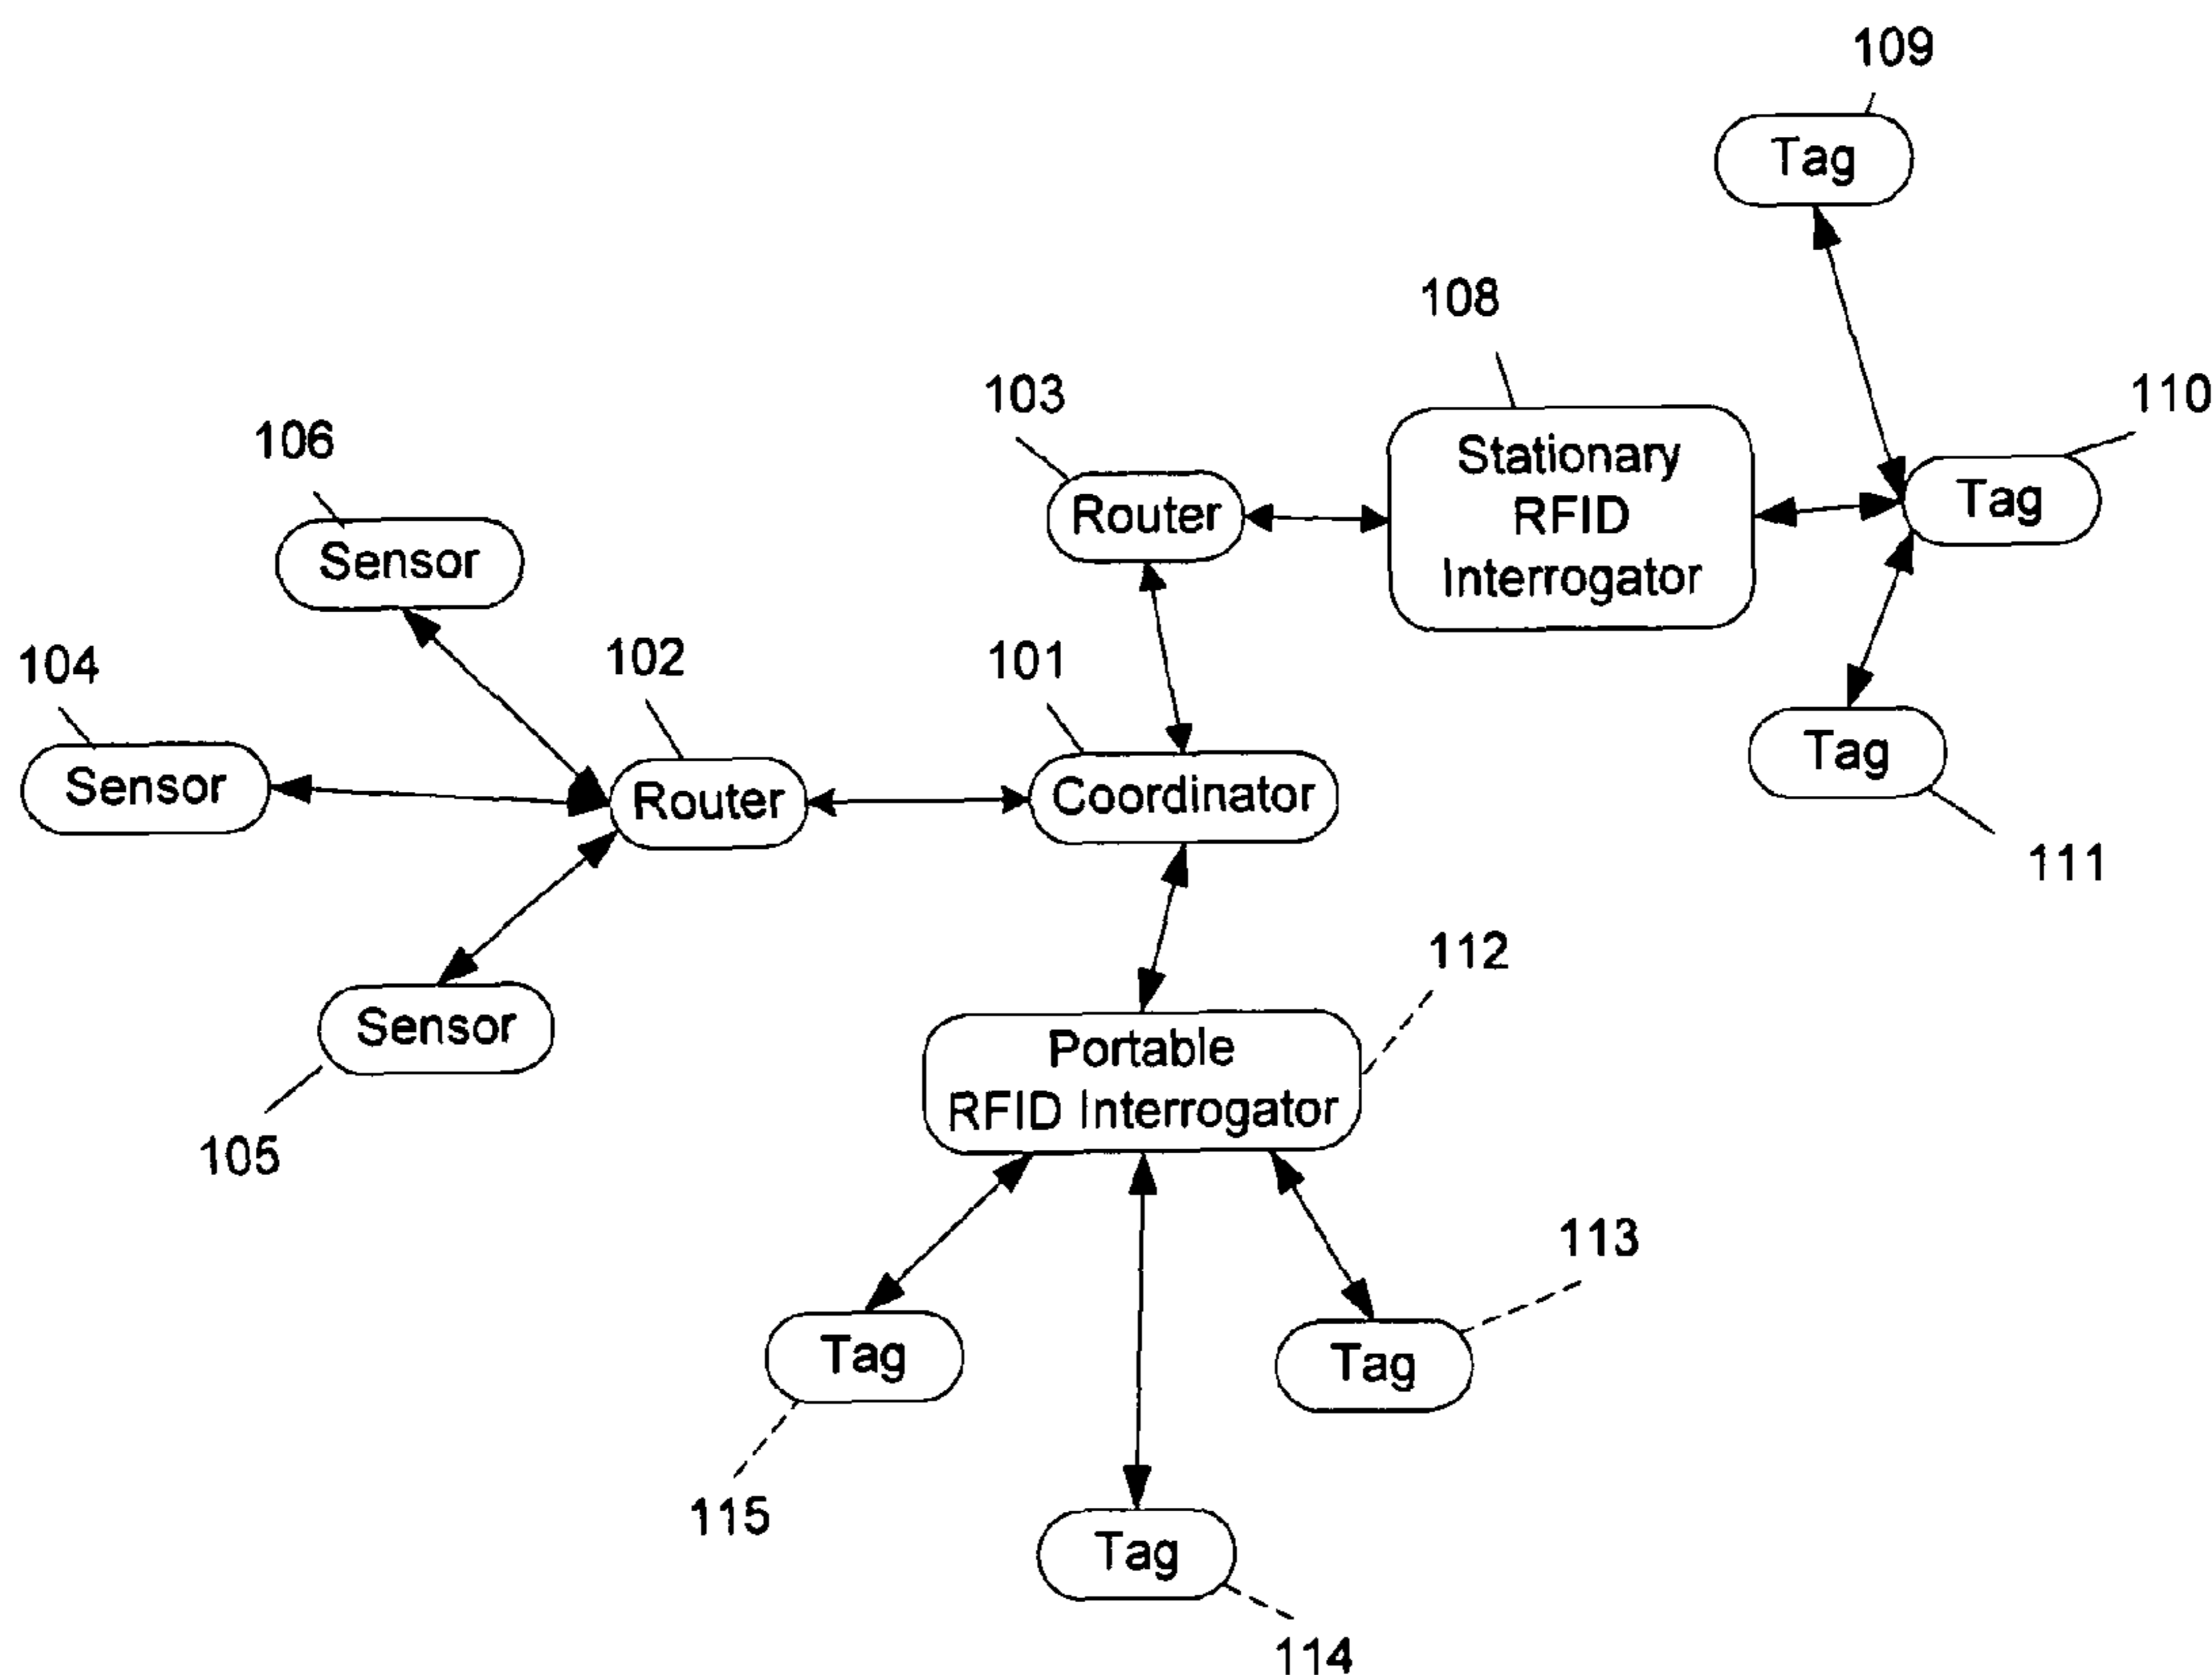 109
Tag
108
110
103
Stationary
RFID
Interrogator
106
Router
Tag
Sensor
104
102
101
Tag
Sensor
Router
Coordinator
111
112
Sensor
Portable
RFID Interrogator
105
113
Tag
Tag
115
Tag
114